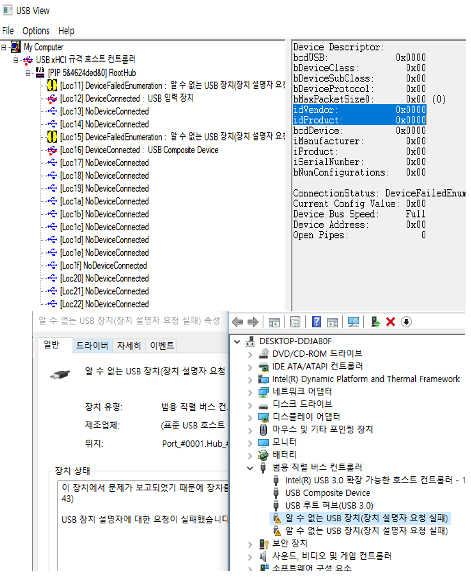 USB View
File Options Help
My Computer
USB xHCI 규격 호스트 컨트롤러
[PIP 5&4624ded&0] RootHub
[Loc11] DeviceFailedEnumeration : 알 수 없는 USB 장치(장치 설명자 요청
[Loc12] DeviceConnected : USB 입력 장치
[Loc13] NoDeviceConnected
[Loc14] NoDeviceConnected
[Loc15] DeviceFailedEnumeration : 알 수 없는 USB 장치(장치 설명자 요청
[Loc16] DeviceConnected : USB Composite Device
[Loc17] NoDeviceConnected
[Loc18] NoDeviceConnected
[Loc19] NoDeviceConnected
[Loc1a] NoDeviceConnected
[Loc1b] NoDeviceConnected
[Loc1c] NoDeviceConnected
[Loc1d] NoDeviceConnected
[Loc1e] NoDeviceConnected
[Loc1f] NoDeviceConnected
[Loc20] NoDeviceConnected
[Loc21] NoDeviceConnected
[Loc22] NoDeviceConnected
Device Descriptor:
bcdUSB: 0x0000
bDeviceClass: 0x00
bDeviceSubClass: 0x00
bDeviceProtocol: 0x00
bMaxPacketSize0: 0x00 (0)
idVendor: 0x0000
idProduct: 0x0000
bcdDevice: 0x0000
iManufacturer: 0x00
iProduct: 0x00
iSerialNumber: 0x00
bNumConfigurations: 0x00
ConnectionStatus: DeviceFailedEnum
Current Config Value: 0x00
Device Bus Speed: Full
Device Address: 0x00
Open Pipes: 0
알 수 없는 USB 장치(장치 설명자 요청 실패) 속성
일반 드라이버 자세히 이벤트
알 수 없는 USB 장치(장치 설명자 요청
장치 유형: 범용 직렬 버스 컨
제조업체: (표준 USB 호스트
위치: Port_#0001.Hub_#
장치 상태
이 장치에서 문제가 보고되었기 때문에 장치를
43)
USB 장치 설명자에 대한 요청이 실패했습니다
DESKTOP-DDJAB0F
DVD/CD-ROM 드라이브
IDE ATA/ATAPI 컨트롤러
Intel(R) Dynamic Platform and Thermal Framework
네트워크 어댑터
디스크 드라이브
디스플레이 어댑터
마우스 및 기타 포인팅 장치
모니터
배터리
범용 직렬 버스 컨트롤러
Intel(R) USB 3.0 확장 가능한 호스트 컨트롤러 - 1
USB Composite Device
USB 루트 허브(USB 3.0)
알 수 없는 USB 장치(장치 설명자 요청 실패)
알 수 없는 USB 장치(장치 설명자 요청 실패)
보안 장치
사운드, 비디오 및 게임 컨트롤러
소프트웨어 구성 요소